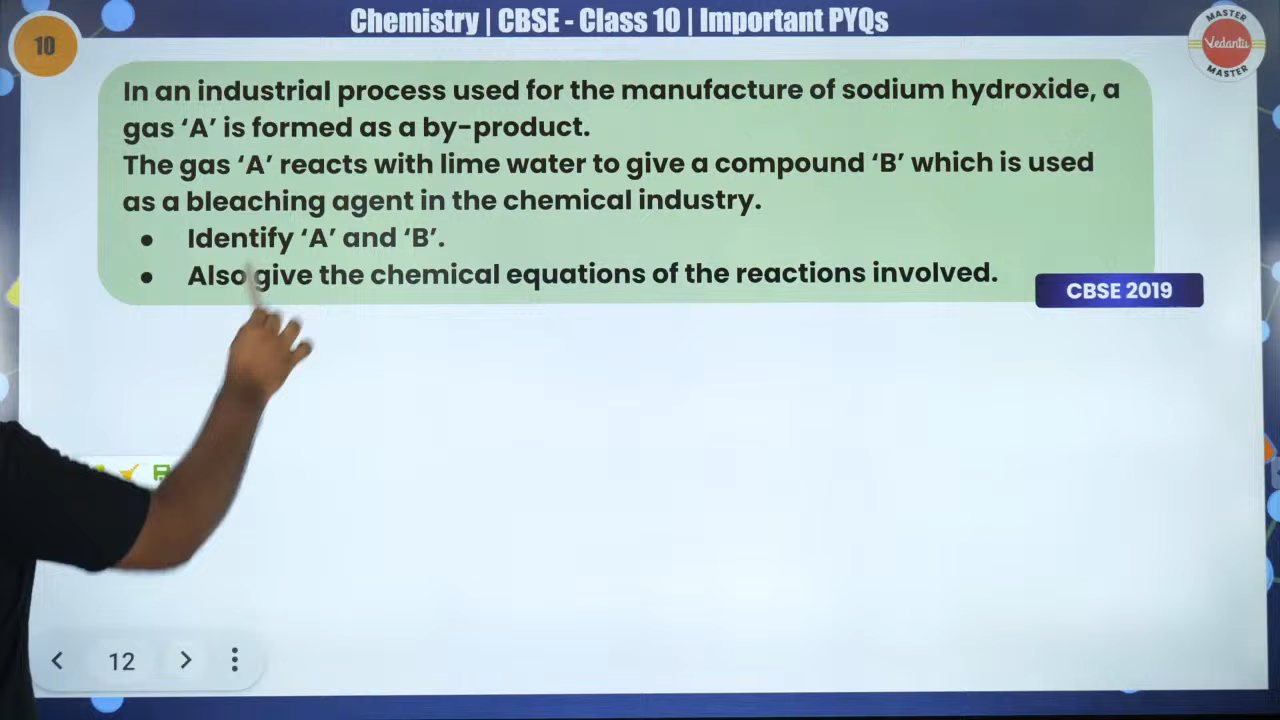 Chemistry | CBSE - Class 10 | Important PYQs
10
MASTER
Vedantu
MASTER
In an industrial process used for the manufacture of sodium hydroxide, a
gas ‘A’ is formed as a by-product.
The gas ‘A’ reacts with lime water to give a compound ‘B’ which is used
as a bleaching agent in the chemical industry.
● Identify ‘A’ and ‘B’.
● Also give the chemical equations of the reactions involved.
CBSE 2019
12